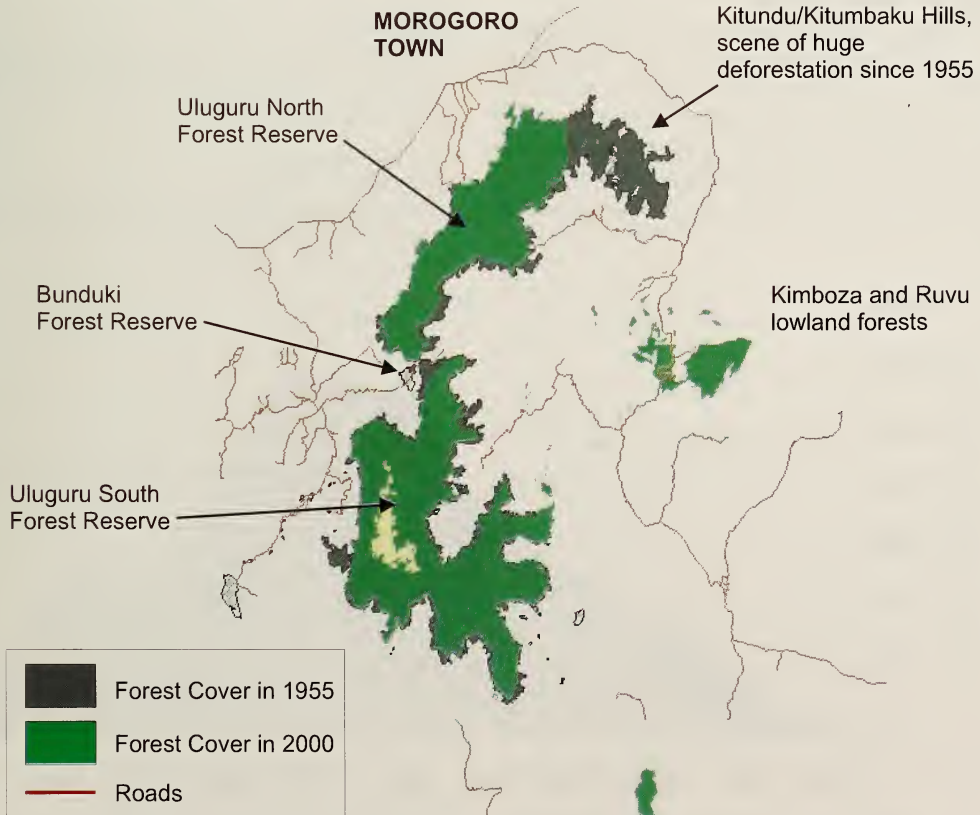 MOROGORO
TOWN
Kitundu/Kitumbaku Hills,
scene of huge
deforestation since 1955
Uluguru North
Forest Reserve
Bunduki
Forest Reserve
Kimboza and Ruvu
lowland forests
Uluguru South
Forest Reserve
Forest Cover in 1955
Forest Cover in 2000
Roads